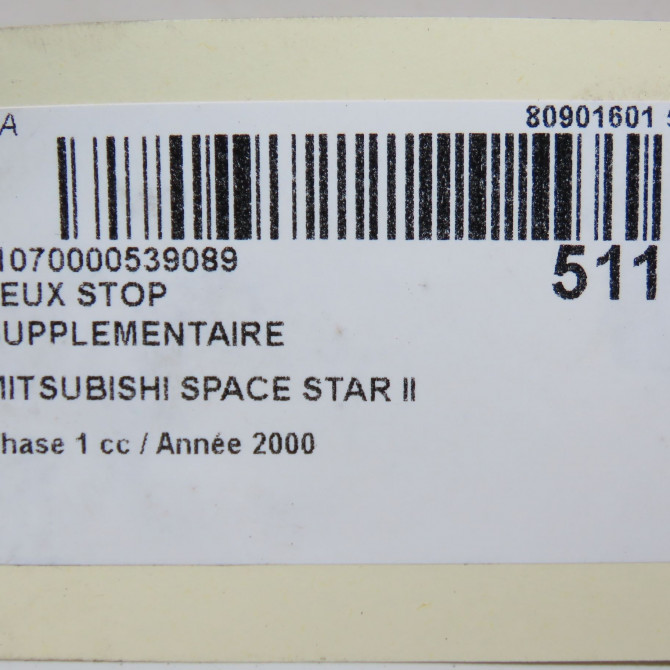 A 80901601
1070000539089
511
EUX STOP
UPPLEMENTAIRE
MITSUBISHI SPACE STAR II
hase 1 cc / Année 2000